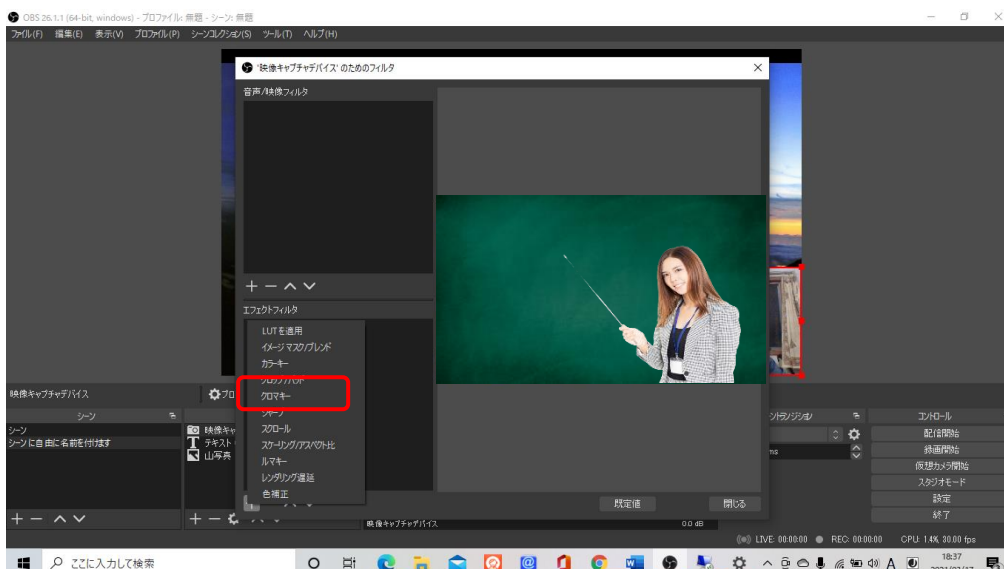 OBS 26.1.1 (64-bit, windows) - プロファイル: 無題 - シーン: 無題
ファイル(F) 編集(E) 表示(V) プロファイル(P) シーンコレクション(S) ツール(T) ヘルプ(H)
'映像キャプチャデバイス' のためのフィルタ
音声/映像フィルタ
エフェクトフィルタ
LUTを適用
イメージ マスク/ブレンド
カラーキー
クロップ/パッド
クロマキー
シャープ
スクロール
スケーリング/アスペクト比
ルマキー
レンダリング遅延
色補正
既定値 閉じる
映像キャプチャデバイス
シーン
シーン
シーンに自由に名前を付けます
映像キャ
テキスト
山写真
映像キャプチャデバイス 0.0 dB
ms
コントロール
配信開始
録画開始
仮想カメラ開始
スタジオモード
設定
終了
LIVE: 00:00:00 REC: 00:00:00 CPU: 1.4%, 30.00 fps
ここに入力して検索
A
18:37